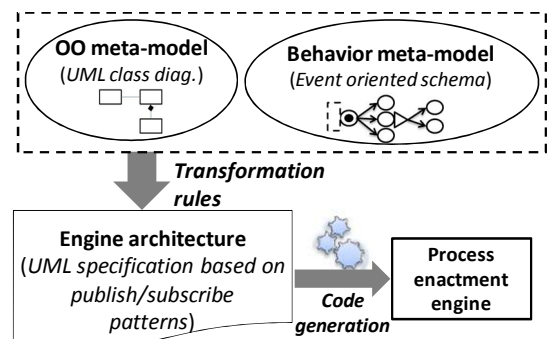 OO meta-model
(UML class diag.)
Behavior meta-model
(Event oriented schema)
Transformation
rules
Engine architecture
(UML specification based on
publish/subscribe
patterns)
Code
generation
Process
enactment
engine